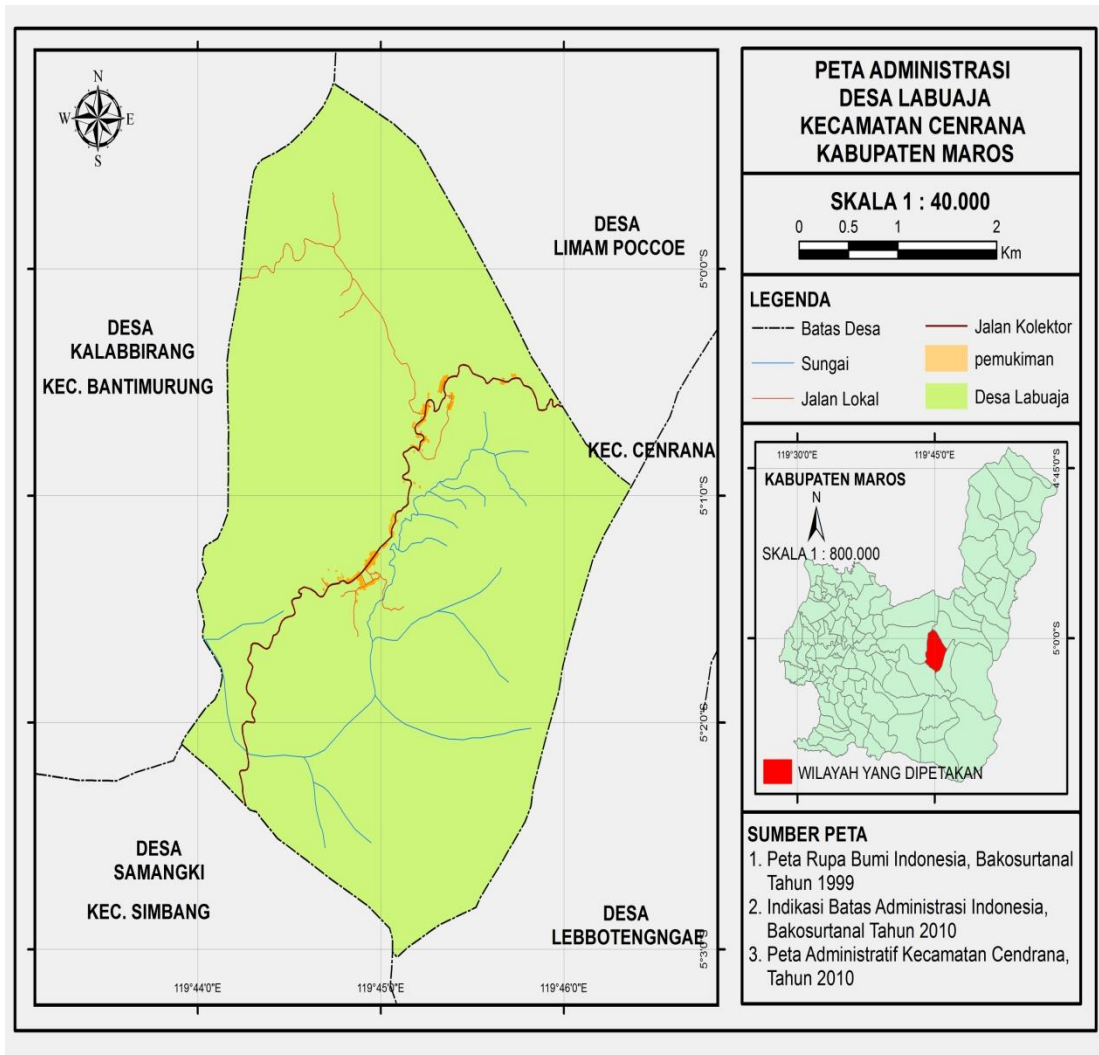 N
W
E
S
DESA
LIMAM POCCOE
DESA
KALABBIRANG
KEC. BANTIMURUNG
KEC. CENRANA
DESA
SAMANGKI
KEC. SIMBANG
DESA
LEBBOTENGNGAE
5°0'0"S
5°1'0"S
5°2'0"S
5°3'0"S
119°44'0"E
119°45'0"E
119°46'0"E
PETA ADMINISTRASI
DESA LABUAJA
KECAMATAN CENRANA
KABUPATEN MAROS
SKALA 1 : 40.000
0 0.5 1 2
Km
LEGENDA
Batas Desa
Jalan Kolektor
Sungai
pemukiman
Jalan Lokal
Desa Labuaja
119°30'0"E
119°45'0"E
4°45'0"S
KABUPATEN MAROS
N
SKALA 1 : 800.000
5°0'0"S
WILAYAH YANG DIPETAKAN
SUMBER PETA
1. Peta Rupa Bumi Indonesia, Bakosurtanal
Tahun 1999
2. Indikasi Batas Administrasi Indonesia,
Bakosurtanal Tahun 2010
3. Peta Administratif Kecamatan Cendrana,
Tahun 2010